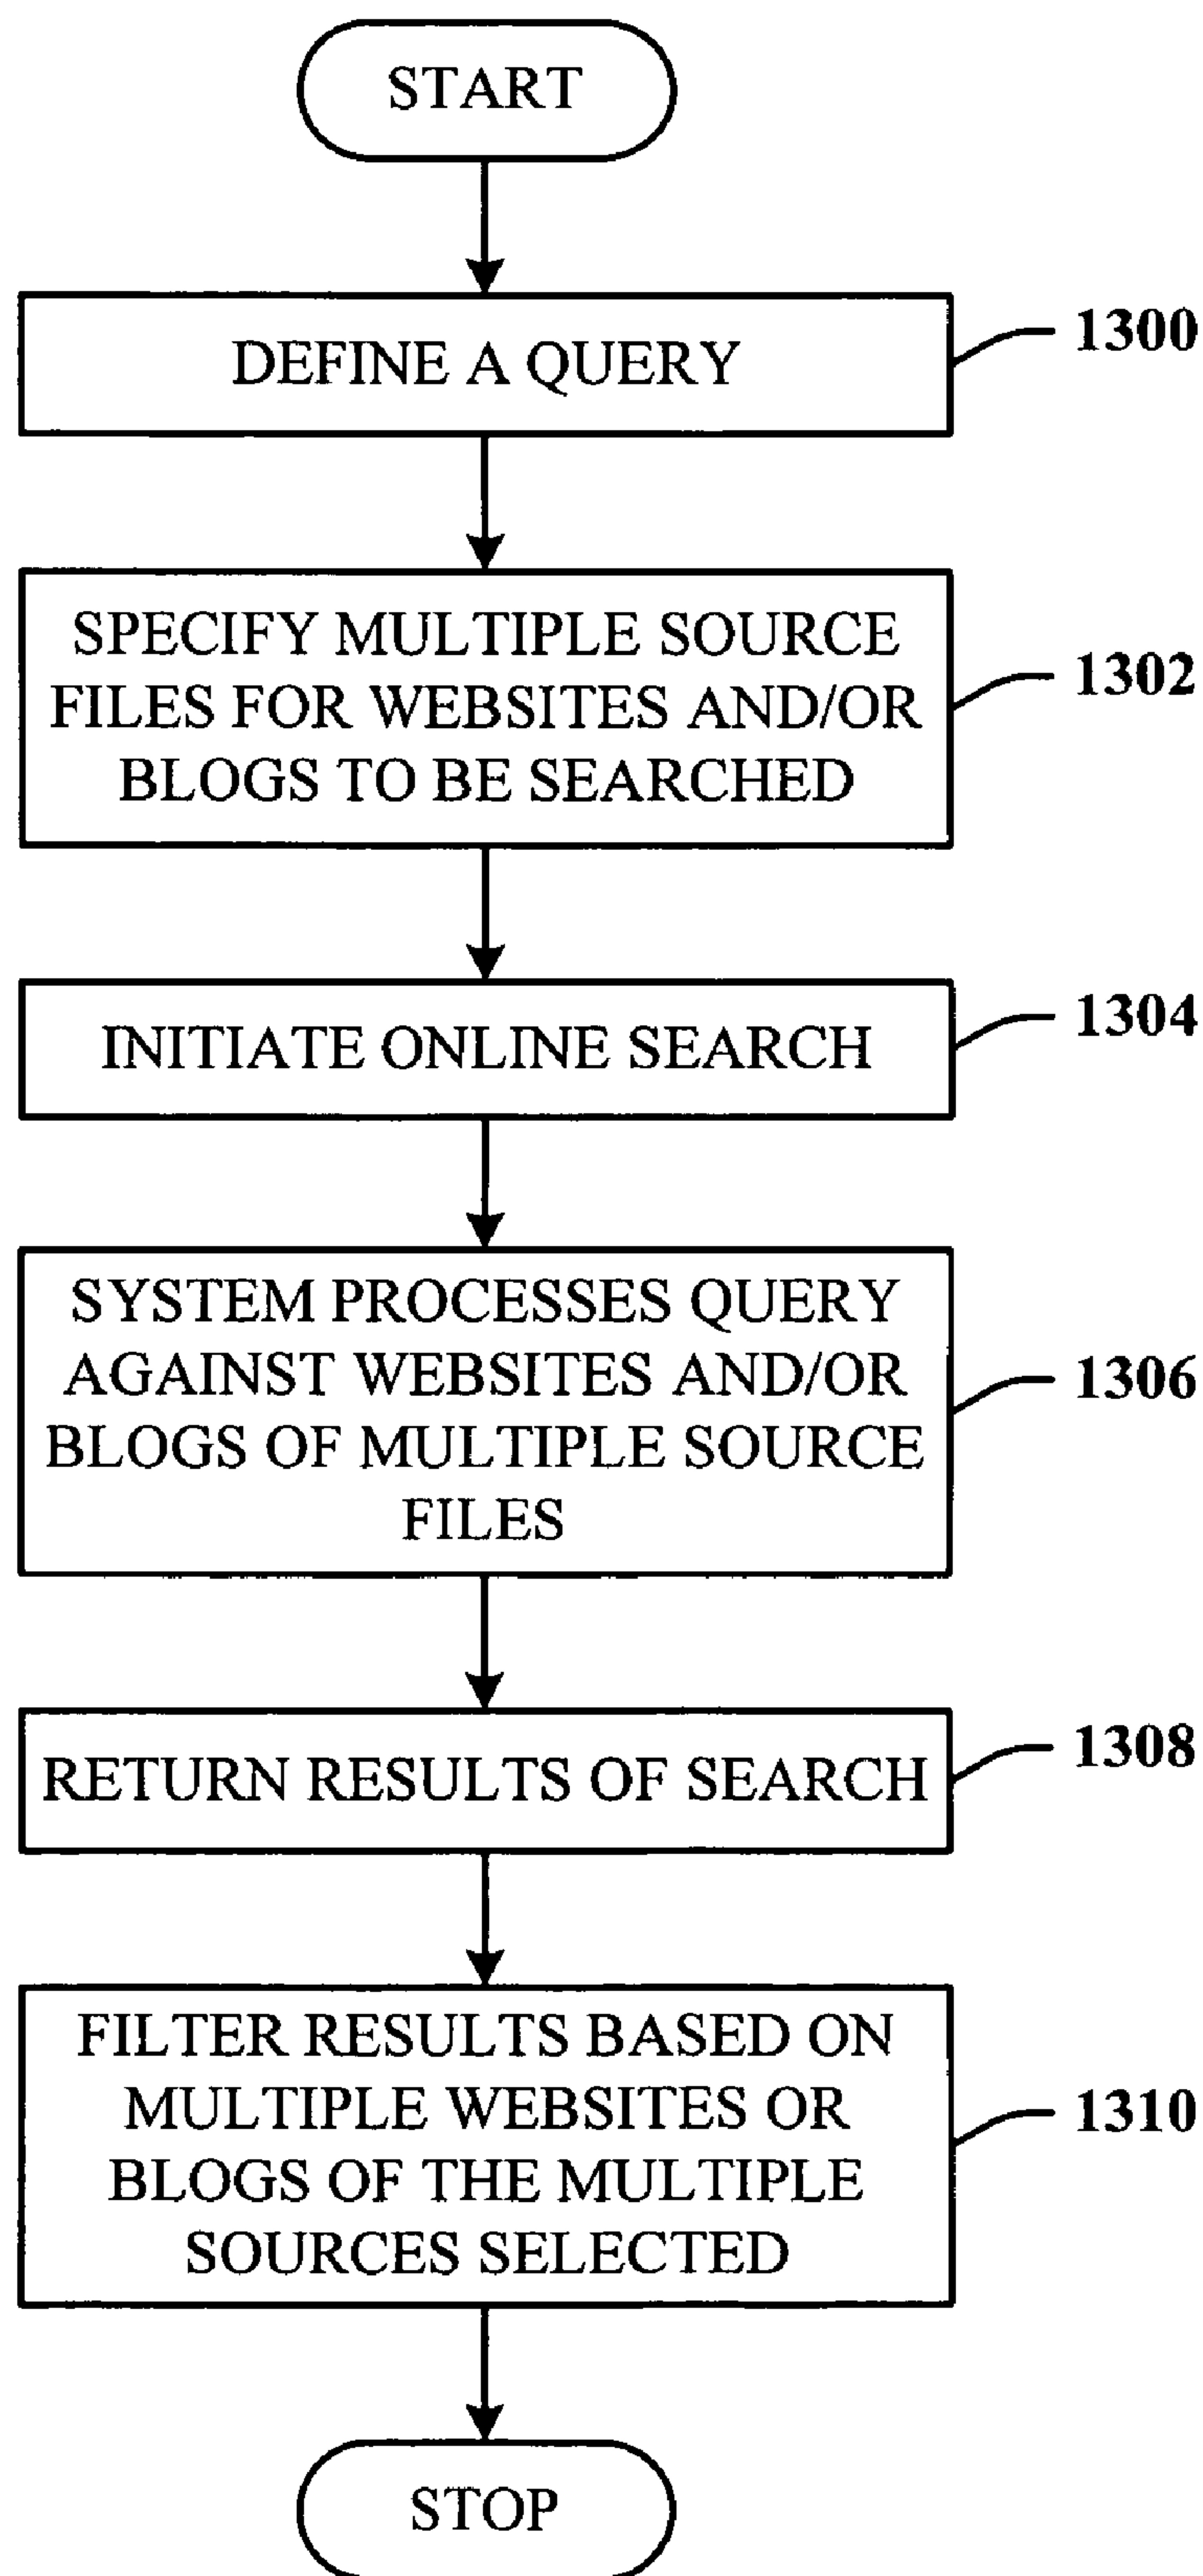 START
DEFINE A QUERY
1300
SPECIFY MULTIPLE SOURCE
FILES FOR WEBSITES AND/OR
BLOGS TO BE SEARCHED
1302
INITIATE ONLINE SEARCH
1304
SYSTEM PROCESSES QUERY
AGAINST WEBSITES AND/OR
BLOGS OF MULTIPLE SOURCE
FILES
1306
RETURN RESULTS OF SEARCH
1308
FILTER RESULTS BASED ON
MULTIPLE WEBSITES OR
BLOGS OF THE MULTIPLE
SOURCES SELECTED
1310
STOP